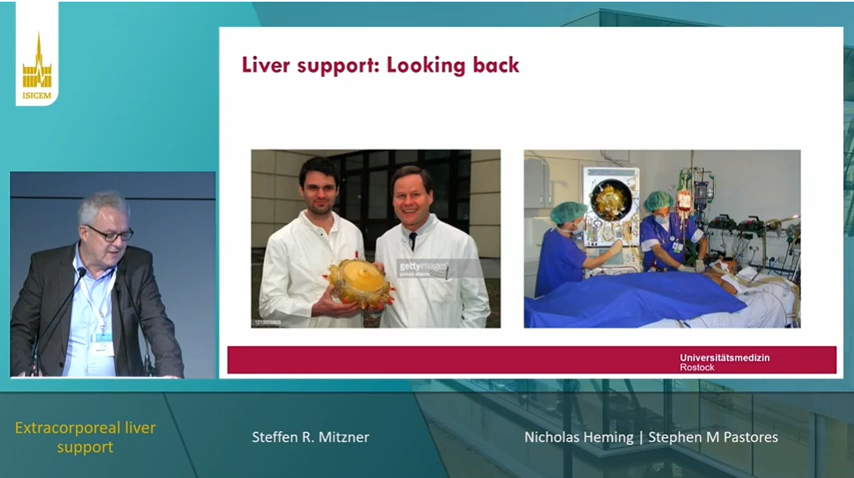 ISICEM
Liver support: Looking back
gettyimages
Universitätsmedizin
Rostock
Extracorporeal liver
support
Steffen R. Mitzner
Nicholas Heming | Stephen M Pastores